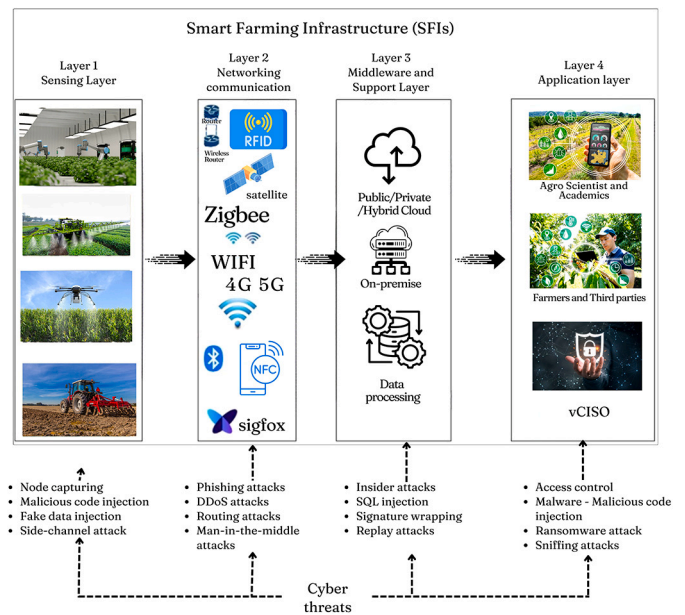 Smart Farming Infrastructure (SFIs)
Layer 1
Sensing Layer
Layer 2
Networking
communication
Layer 3
Middleware and
Support Layer
Layer 4
Application layer
Router
Wireless
Router
RFID
satellite
Zigbee
WIFI
4G 5G
NFC
sigfox
Public/Private
/Hybrid Cloud
On-premise
Data
processing
Agro Scientist and
Academics
Farmers and Third parties
vCISO
• Node capturing
• Malicious code injection
• Fake data injection
• Side-channel attack
• Phishing attacks
• DDoS attacks
• Routing attacks
• Man-in-the-middle
attacks
• Insider attacks
• SQL injection
• Signature wrapping
• Replay attacks
• Access control
• Malware - Malicious code
injection
• Ransomware attack
• Sniffing attacks
Cyber
threats